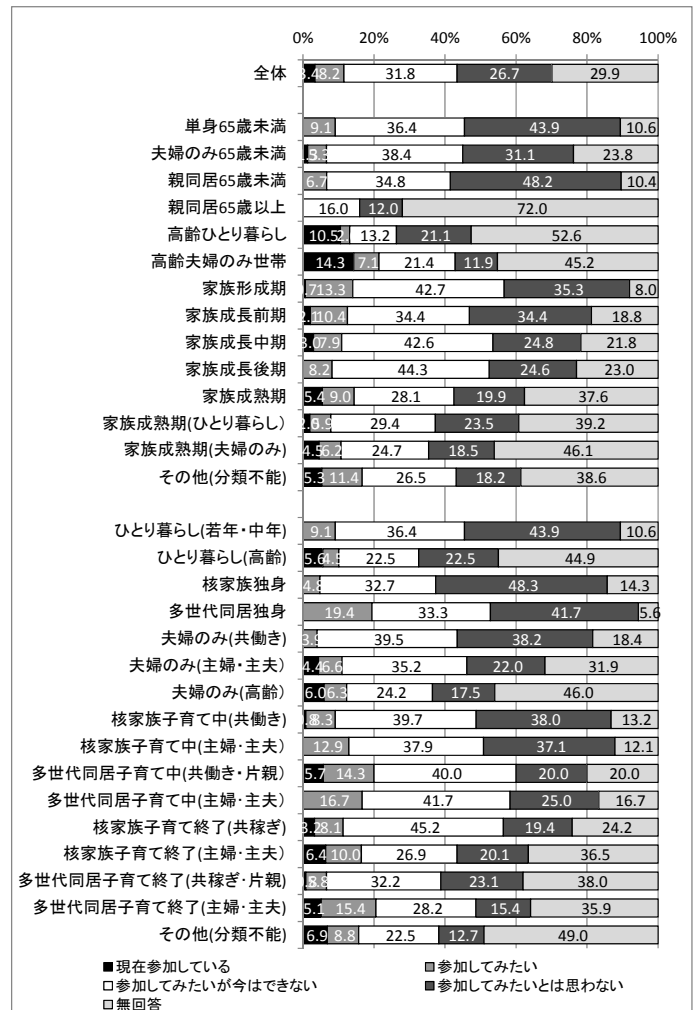 0% 20% 40% 60% 80% 100%
全体 3.4 8.2 31.8 26.7 29.9
単身65歳未満 9.1 36.4 43.9 10.6
夫婦のみ65歳未満 5.3 38.4 31.1 23.8
親同居65歳未満 6.7 34.8 48.2 10.4
親同居65歳以上 16.0 12.0 72.0
高齢ひとり暮らし 10.5 13.2 21.1 52.6
高齢夫婦のみ世帯 14.3 7.1 21.4 11.9 45.2
家族形成期 0.7 13.3 42.7 35.3 8.0
家族成長前期 2.1 10.4 34.4 34.4 18.8
家族成長中期 3.0 7.9 42.6 24.8 21.8
家族成長後期 8.2 44.3 24.6 23.0
家族成熟期 5.4 9.0 28.1 19.9 37.6
家族成熟期(ひとり暮らし) 2.0 5.9 29.4 23.5 39.2
家族成熟期(夫婦のみ) 4.5 6.2 24.7 18.5 46.1
その他(分類不能) 5.3 11.4 26.5 18.2 38.6
ひとり暮らし(若年・中年) 9.1 36.4 43.9 10.6
ひとり暮らし(高齢) 5.6 4.5 22.5 22.5 44.9
核家族独身 4.8 32.7 48.3 14.3
多世代同居独身 19.4 33.3 41.7 5.6
夫婦のみ(共働き) 3.9 39.5 38.2 18.4
夫婦のみ(主婦・主夫) 4.4 6.6 35.2 22.0 31.9
夫婦のみ(高齢) 6.0 6.3 24.2 17.5 46.0
核家族子育て中(共働き) 0.8 8.3 39.7 38.0 13.2
核家族子育て中(主婦・主夫) 12.9 37.9 37.1 12.1
多世代同居子育て中(共働き・片親) 5.7 14.3 40.0 20.0 20.0
多世代同居子育て中(主婦・主夫) 16.7 41.7 25.0 16.7
核家族子育て終了(共稼ぎ) 3.2 8.1 45.2 19.4 24.2
核家族子育て終了(主婦・主夫) 6.4 10.0 26.9 20.1 36.5
多世代同居子育て終了(共稼ぎ・片親) 32.2 23.1 38.0
多世代同居子育て終了(主婦・主夫) 5.1 15.4 28.2 15.4 35.9
その他(分類不能) 6.9 8.8 22.5 12.7 49.0
現在参加している 参加してみたい
参加してみたいが今はできない 参加してみたいとは思わない
無回答